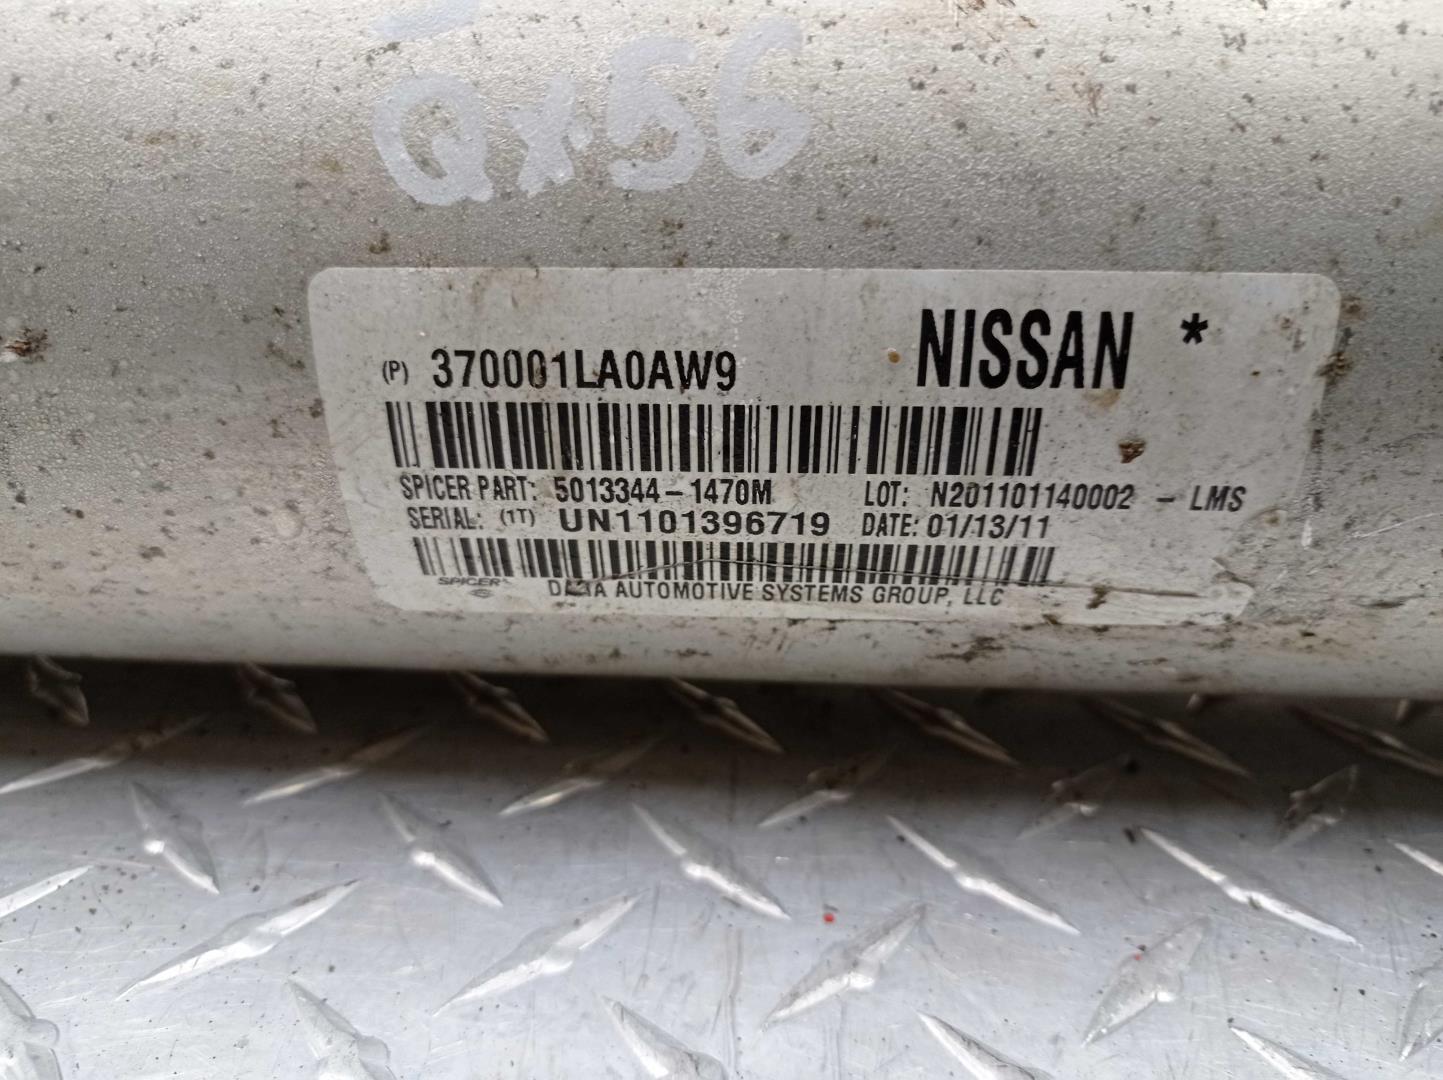 Qx56
NISSAN *
(P) 370001LA0AW9
SPICER PART: 5013344-1470M LOT: N201101140002 - LMS
SERIAL: (1T) UN1101396719 DATE: 01/13/11
SPICER
AUTOMOTIVE SYSTEMS GROUP, LLC